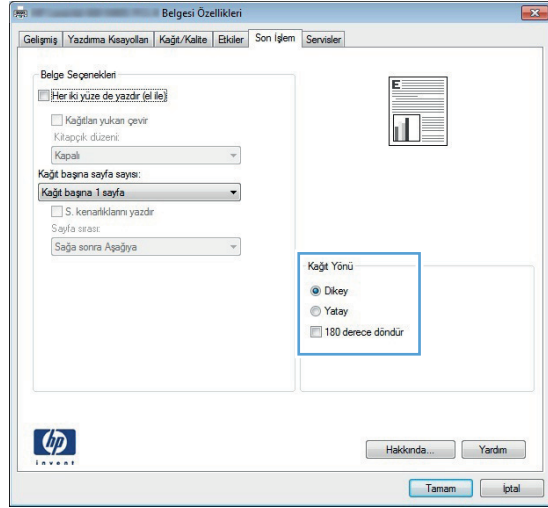 Belgesi Özellikleri
Gelişmiş Yazdırma Kısayolları Kağıt/Kalite Etkiler Son İşlem Servisler
Belge Seçenekleri
Her iki yüze de yazdır (el ile)
Kağıtları yukarı çevir
Kitapçık düzeni:
Kapalı
Kağıt başına sayfa sayısı:
Kağıt başına 1 sayfa
S. kenarlıklarını yazdır
Sayfa sırası:
Sağa sonra Aşağıya
E
Kağıt Yönü
Dikey
Yatay
180 derece döndür
hp
invent
Hakkında... Yardım
Tamam İptal